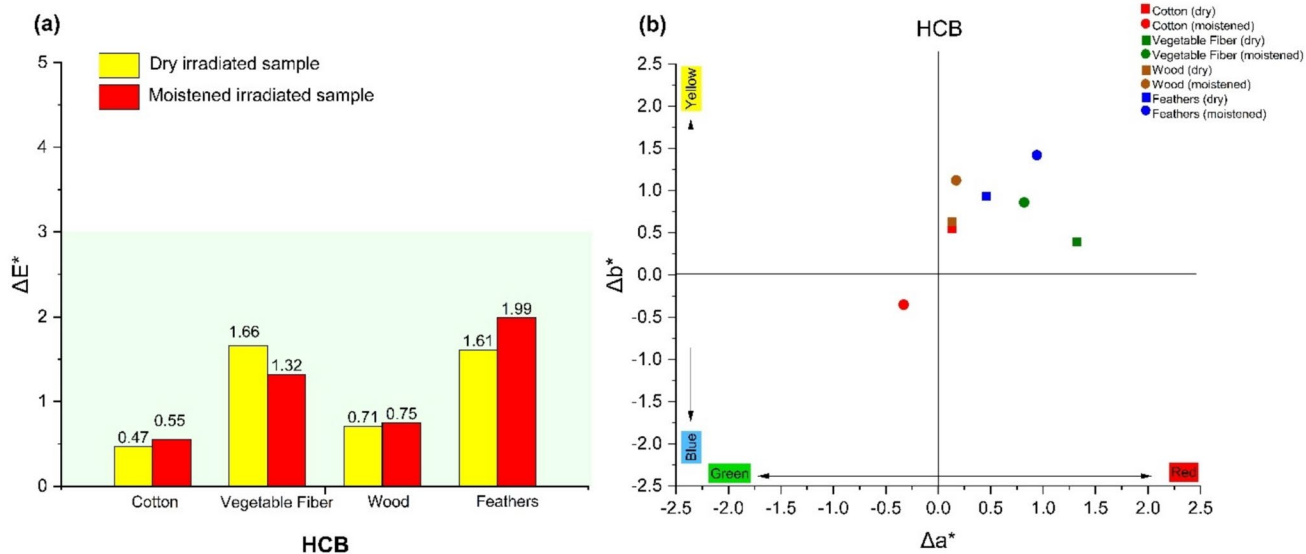 (a)
5
4
3
2
1
0
ΔE*
Dry irradiated sample
Moistened irradiated sample
0.47
0.55
1.66
1.32
0.71
0.75
1.61
1.99
Cotton
Vegetable Fiber
Wood
Feathers
HCB
(b)
HCB
Cotton (dry)
Cotton (moistened)
Vegetable Fiber (dry)
Vegetable Fiber (moistened)
Wood (dry)
Wood (moistened)
Feathers (dry)
Feathers (moistened)
2.5
2.0
1.5
1.0
0.5
0.0
-0.5
-1.0
-1.5
-2.0
-2.5
Δb*
Yellow
Blue
Green
Red
-2.5 -2.0 -1.5 -1.0 -0.5 0.0 0.5 1.0 1.5 2.0 2.5
Δa*